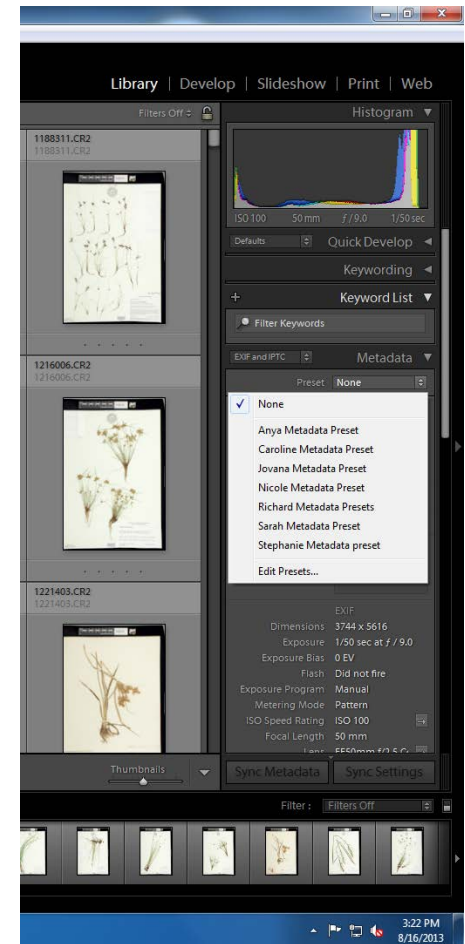 Library | Develop | Slideshow | Print | Web
Filters Off
Histogram
1188311.CR2
1188311.CR2
ISO 100 50 mm f / 9.0 1/50 sec
Defaults Quick Develop
Keywording
+ Keyword List
Filter Keywords
1216006.CR2
1216006.CR2
EXIF and IPTC Metadata
Preset None
None
Anya Metadata Preset
Caroline Metadata Preset
Jovana Metadata Preset
Nicole Metadata Preset
Richard Metadata Presets
Sarah Metadata Preset
Stephanie Metadata preset
Edit Presets...
1221403.CR2
1221403.CR2
EXIF
Dimensions 3744 x 5616
Exposure 1/50 sec at f / 9.0
Exposure Bias 0 EV
Flash Did not fire
Exposure Program Manual
Metering Mode Pattern
ISO Speed Rating ISO 100
Focal Length 50 mm
Thumbnails
Sync Metadata Sync Settings
Filter : Filters Off
3:22 PM
8/16/2013